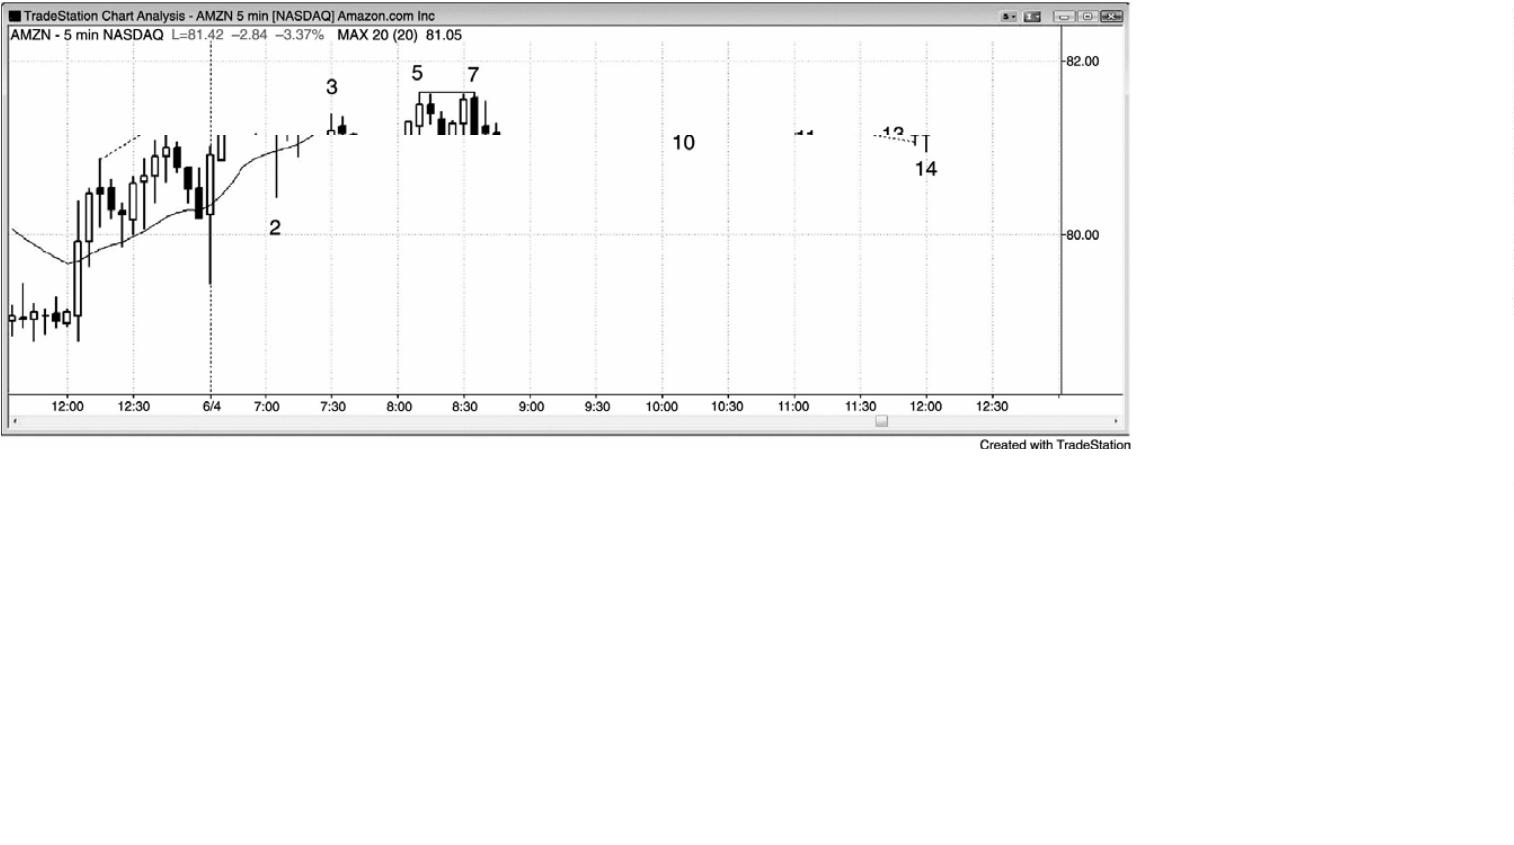 TradeStation Chart Analysis - AMZN 5 min [NASDAQ] Amazon.com Inc
AMZN - 5 min NASDAQ L=81.42 −2.84 −3.37% MAX 20 (20) 81.05
82.00
5 7
3
10
14
2
80.00
12:00 12:30 6/4 7:00 7:30 8:00 8:30 9:00 9:30 10:00 10:30 11:00 11:30 12:00 12:30
Created with TradeStation